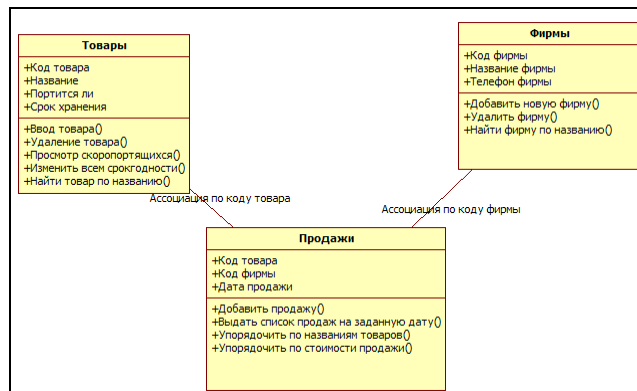 Товары
+Код товара
+Название
+Портится ли
+Срок хранения
+Ввод товара()
+Удаление товара()
+Просмотр скоропортящихся()
+Изменить всем срокгодности()
+Найти товар по названию()
Фирмы
+Код фирмы
+Название фирмы
+Телефон фирмы
+Добавить новую фирму()
+Удалить фирму()
+Найти фирму по названию()
Ассоциация по коду товара
Ассоциация по коду фирмы
Продажи
+Код товара
+Код фирмы
+Дата продажи
+Добавить продажу()
+Выдать список продаж на заданную дату()
+Упорядочить по названиям товаров()
+Упорядочить по стоимости продажи()